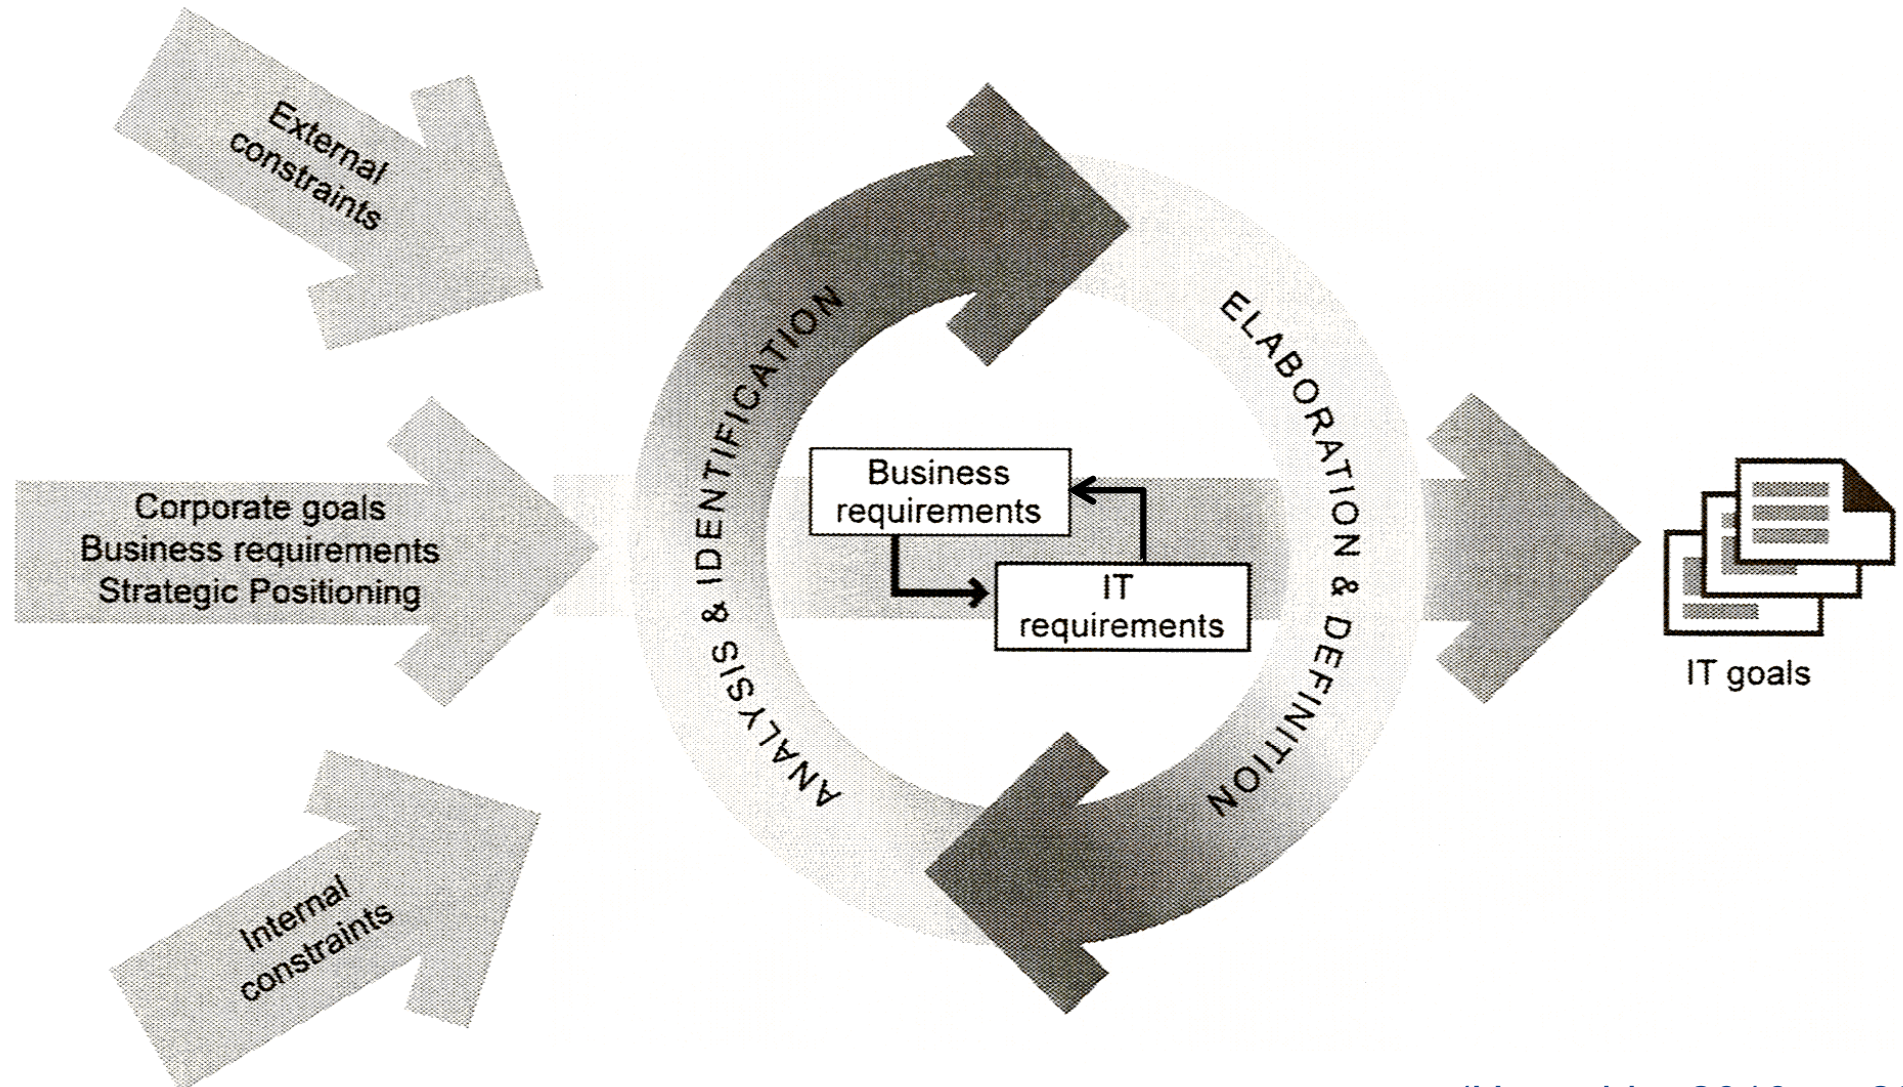 External
constraints
Corporate goals
Business requirements
Strategic Positioning
Internal
constraints
ANALYSIS & IDENTIFICATION
Business
requirements
IT
requirements
ELABORATION & DEFINITION
IT goals